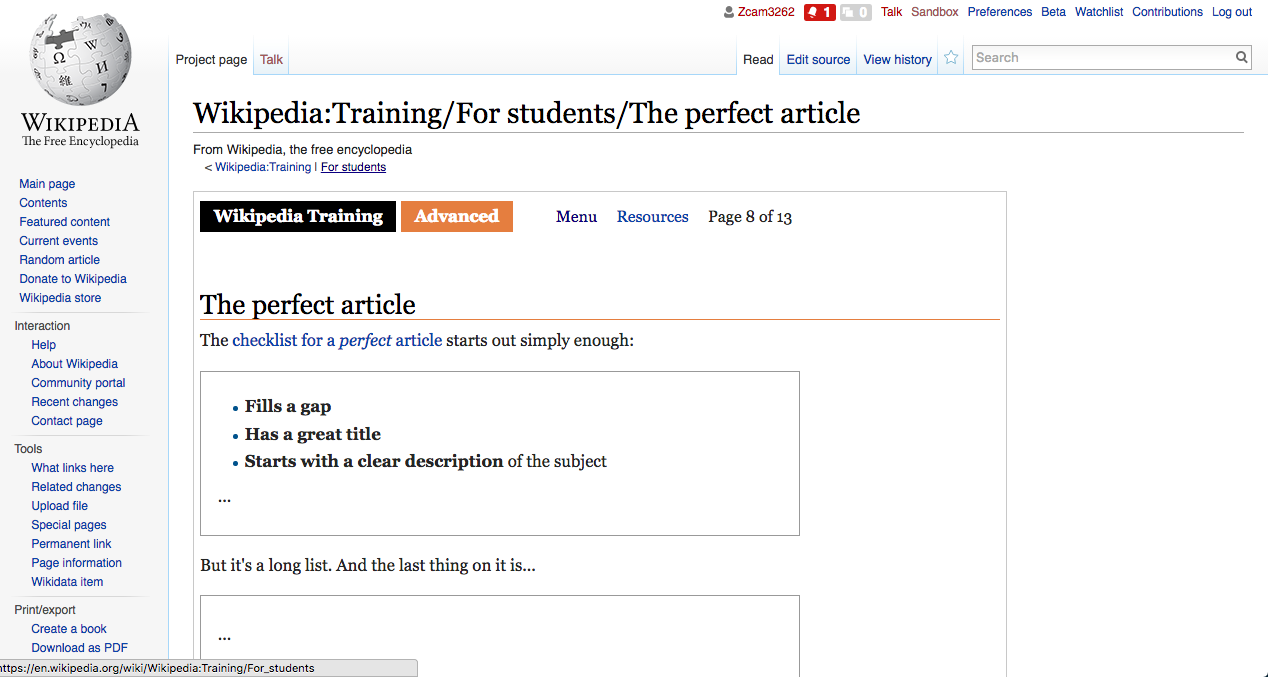 Zcam3262 1 0 Talk Sandbox Preferences Beta Watchlist Contributions Log out
Project page Talk Read Edit source View history Search
WIKIPEDIA
The Free Encyclopedia
Main page
Contents
Featured content
Current events
Random article
Donate to Wikipedia
Wikipedia store
Interaction
Help
About Wikipedia
Community portal
Recent changes
Contact page
Tools
What links here
Related changes
Upload file
Special pages
Permanent link
Page information
Wikidata item
Print/export
Create a book
Download as PDF
Wikipedia:Training/For students/The perfect article
From Wikipedia, the free encyclopedia
< Wikipedia:Training | For students
Wikipedia Training Advanced Menu Resources Page 8 of 13
The perfect article
The checklist for a perfect article starts out simply enough:
• Fills a gap
• Has a great title
• Starts with a clear description of the subject
...
But it's a long list. And the last thing on it is...
...
https://en.wikipedia.org/wiki/Wikipedia:Training/For_students